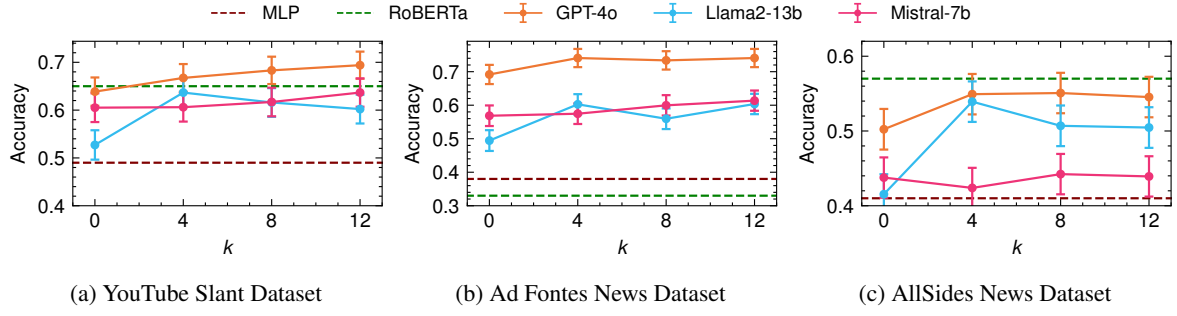 MLP RoBERTa GPT-4o Llama2-13b Mistral-7b
Accuracy
0.7
0.6
0.5
0.4
0 4 8 12
k
(a) YouTube Slant Dataset
Accuracy
0.8
0.7
0.6
0.5
0.4
0.3
0 4 8 12
k
(b) Ad Fontes News Dataset
Accuracy
0.6
0.5
0.4
0 4 8 12
k
(c) AllSides News Dataset